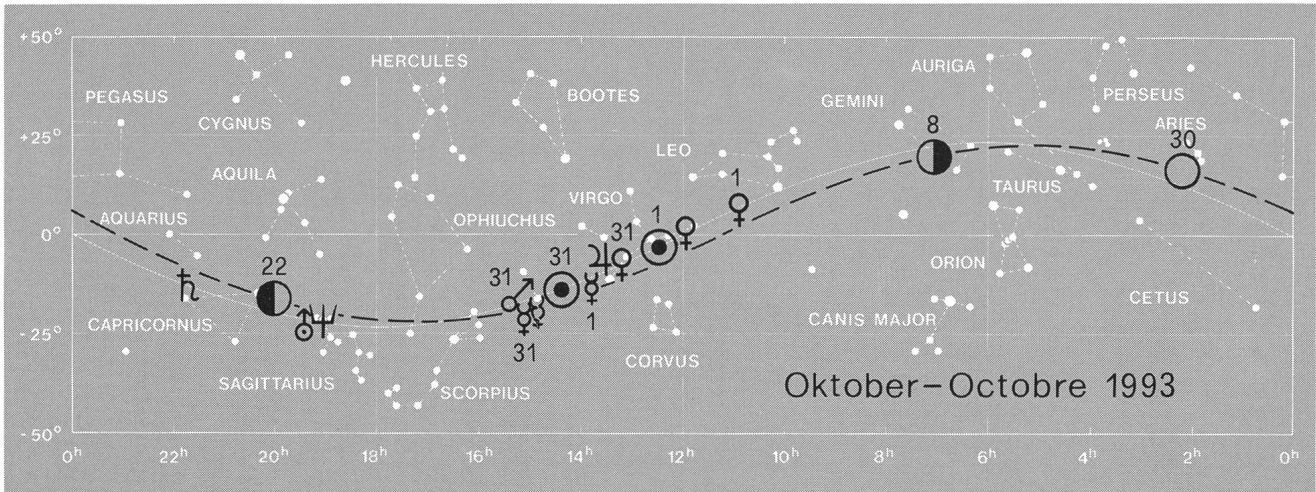 +50°
HERCULES
AURIGA
PEGASUS
BOOTES
GEMINI
PERSEUS
CYGNUS
8
ARIES
30
+25°
LEO
AQUILA
1
TAURUS
VIRGO
AQUARIUS
OPHIUCHUS
1
0°
31
22
31
31
ORION
CETUS
CAPRICORNUS
1
CANIS MAJOR
-25°
31
CORVUS
SAGITTARIUS
SCORPIUS
Oktober–Octobre 1993
-50°
0h 22h 20h 18h 16h 14h 12h 10h 8h 6h 4h 2h 0h